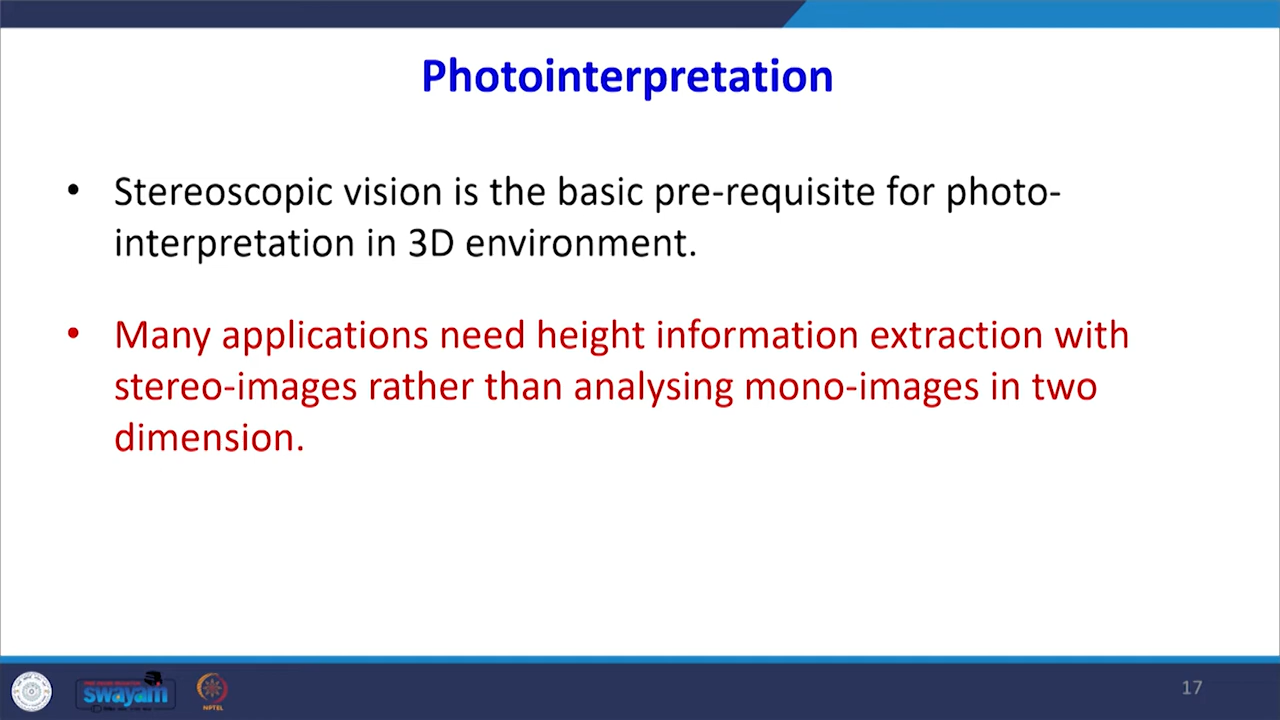 Photointerpretation
• Stereoscopic vision is the basic pre-requisite for photo-
interpretation in 3D environment.
• Many applications need height information extraction with
stereo-images rather than analysing mono-images in two
dimension.
swayam
NPTEL
17